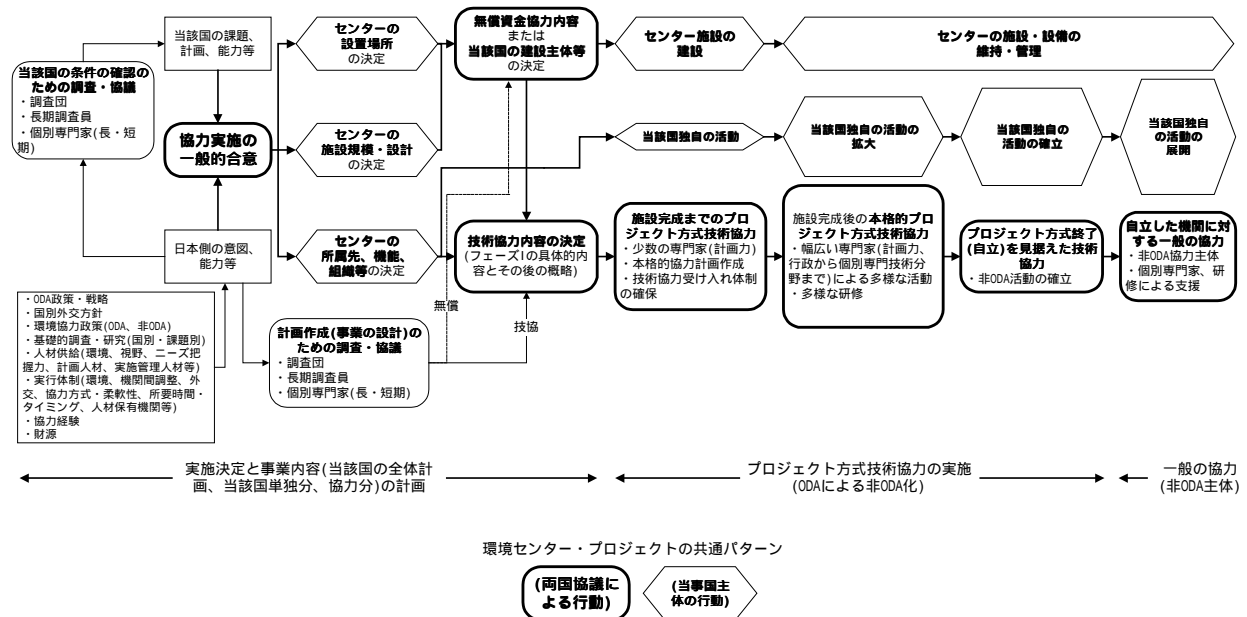 当該国の課題、
計画、能力等
センターの
設置場所
の決定
無償資金協力内容
または
当該国の建設主体等
の決定
センター施設の
建設
センターの施設・設備の
維持・管理
当該国の条件の確認の
ための調査・協議
・調査団
・長期調査員
・個別専門家(長・短
期)
協力実施の
一般的合意
センターの
施設規模・設計
の決定
当該国独自の活動
当該国独自の活動の
拡大
当該国独自の
活動の確立
当該国独自
の活動の
展開
日本側の意図、
能力等
センターの
所属先、機能、
組織等の決定
技術協力内容の決定
(フェーズIの具体的内
容とその後の概略)
施設完成までのプロ
ジェクト方式技術協力
・少数の専門家(計画力)
・本格的協力計画作成
・技術協力受け入れ体制
の確保
施設完成後の本格的プロ
ジェクト方式技術協力
・幅広い専門家(計画力、
行政から個別専門技術分
野まで)による多様な活動
・多様な研修
プロジェクト方式終了
(自立)を見据えた技術
協力
・非ODA活動の確立
自立した機関に対
する一般の協力
・非ODA協力主体
・個別専門家、研
修による支援
・ODA政策・戦略
・国別外交方針
・環境協力政策(ODA、非ODA)
・基礎的調査・研究(国別・課題別)
・人材供給(環境、視野、ニーズ把
握力、計画人材、実施管理人材等)
・実行体制(環境、機関間調整、外
交、協力方式・柔軟性、所要時間・
タイミング、人材保有機関等)
・協力経験
・財源
計画作成(事業の設計)の
ための調査・協議
・調査団
・長期調査員
・個別専門家(長・短期)
無償
技協
実施決定と事業内容(当該国の全体計
画、当該国単独分、協力分)の計画
プロジェクト方式技術協力の実施
(ODAによる非ODA化)
一般の協力
(非ODA主体)
環境センター・プロジェクトの共通パターン
(両国協議に
よる行動)
(当事国主
体の行動)